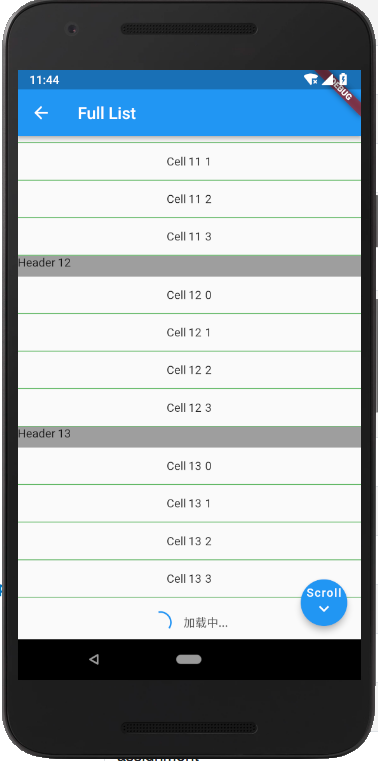 11:44
DEBUG
Full List
Cell 11 1
Cell 11 2
Cell 11 3
Header 12
Cell 12 0
Cell 12 1
Cell 12 2
Cell 12 3
Header 13
Cell 13 0
Cell 13 1
Cell 13 2
Cell 13 3
Scroll
加载中...
assignment